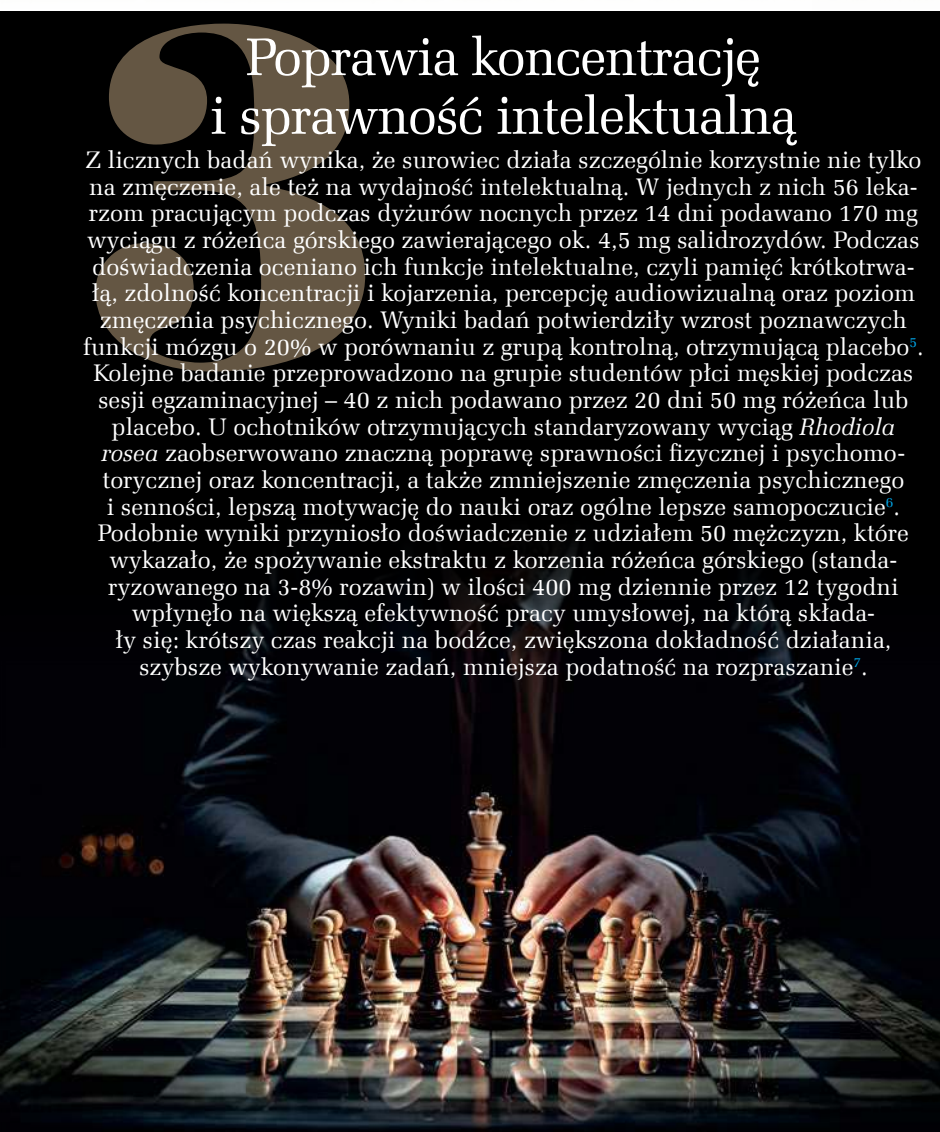 3
Poprawia koncentrację
i sprawność intelektualną
Z licznych badań wynika, że surowiec działa szczególnie korzystnie nie tylko
na zmęczenie, ale też na wydajność intelektualną. W jednych z nich 56 leka-
rzom pracującym podczas dyżurów nocnych przez 14 dni podawano 170 mg
wyciągu z różeńca górskiego zawierającego ok. 4,5 mg salidrozydów. Podczas
doświadczenia oceniano ich funkcje intelektualne, czyli pamięć krótkotrwa-
łą, zdolność koncentracji i kojarzenia, percepcję audiowizualną oraz poziom
zmęczenia psychicznego. Wyniki badań potwierdziły wzrost poznawczych
funkcji mózgu o 20% w porównaniu z grupą kontrolną, otrzymującą placebo⁵.
Kolejne badanie przeprowadzono na grupie studentów płci męskiej podczas
sesji egzaminacyjnej – 40 z nich podawano przez 20 dni 50 mg różeńca lub
placebo. U ochotników otrzymujących standaryzowany wyciąg Rhodiola
rosea zaobserwowano znaczną poprawę sprawności fizycznej i psychomo-
torycznej oraz koncentracji, a także zmniejszenie zmęczenia psychicznego
i senności, lepszą motywację do nauki oraz ogólne lepsze samopoczucie⁶.
Podobnie wyniki przyniosło doświadczenie z udziałem 50 mężczyzn, które
wykazało, że spożywanie ekstraktu z korzenia różeńca górskiego (standa-
ryzowanego na 3-8% rozawin) w ilości 400 mg dziennie przez 12 tygodni
wpłynęło na większą efektywność pracy umysłowej, na którą składa-
ły się: krótszy czas reakcji na bodźce, zwiększona dokładność działania,
szybsze wykonywanie zadań, mniejsza podatność na rozpraszanie⁷.